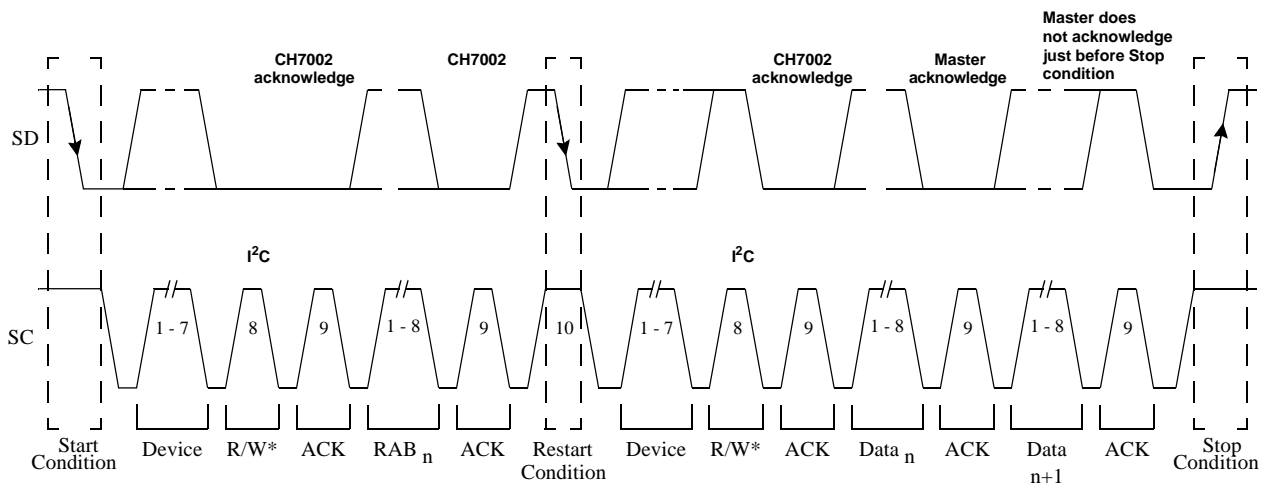 Master does
not acknowledge
just before Stop
condition
CH7002
acknowledge
CH7002
CH7002
acknowledge
Master
acknowledge
SD
I²C
I²C
SC
1 - 7
8
9
1 - 8
9
10
1 - 7
8
9
1 - 8
9
1 - 8
9
Start
Condition
Device
R/W*
ACK
RAB n
ACK
Restart
Condition
Device
R/W*
ACK
Data n
ACK
Data
n+1
ACK
Stop
Condition